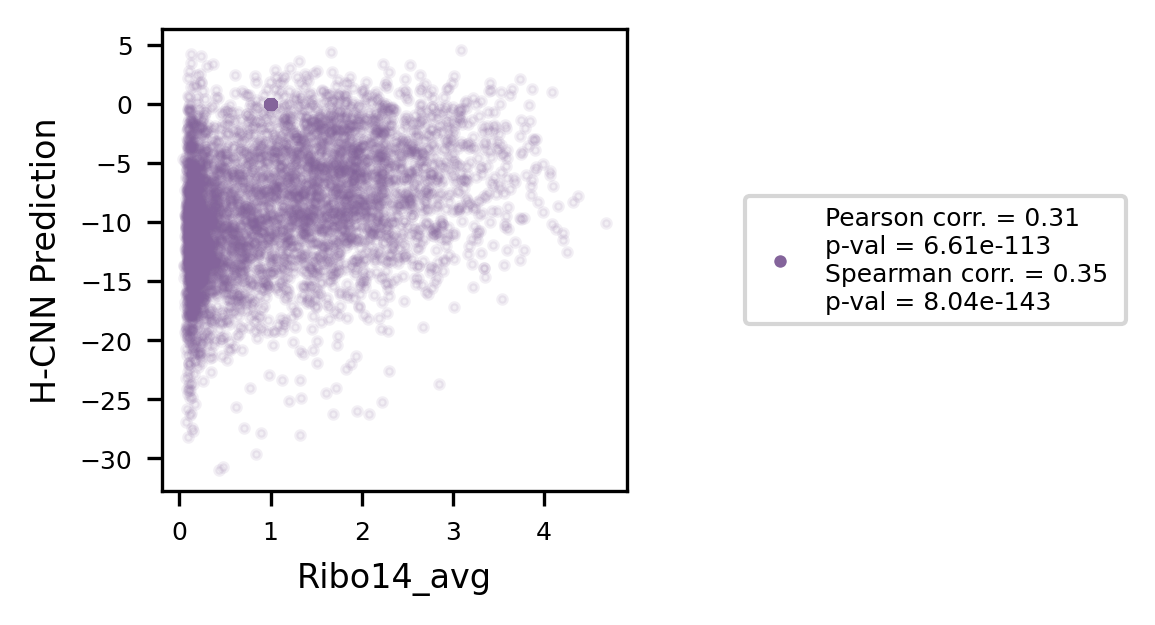 5
0
−5
−10
−15
−20
−25
−30
H-CNN Prediction
0
1
2
3
4
Ribo14_avg
Pearson corr. = 0.31
p-val = 6.61e-113
Spearman corr. = 0.35
p-val = 8.04e-143